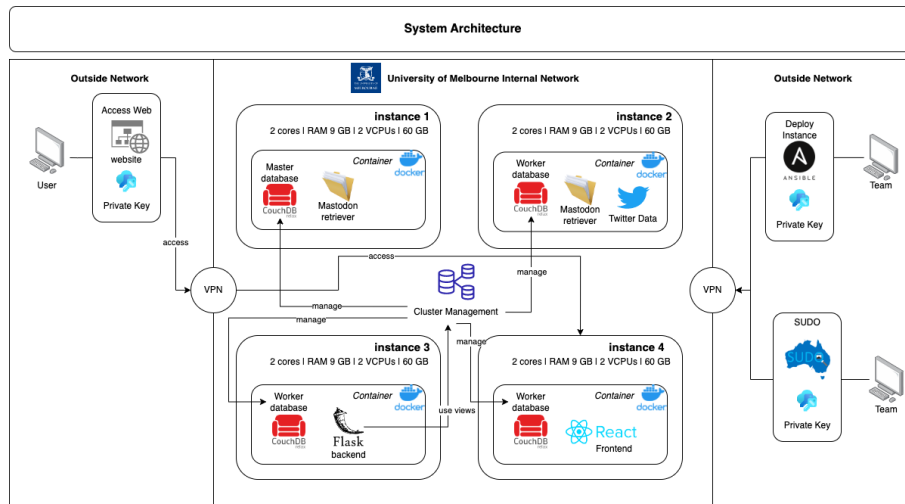 System Architecture
Outside Network
University of Melbourne Internal Network
Outside Network
Access Web
website
Private Key
User
access
VPN
instance 1
2 cores | RAM 9 GB | 2 VCPUs | 60 GB
Container
docker
Master
database
CouchDB
relax
Mastodon
retriever
instance 2
2 cores | RAM 9 GB | 2 VCPUs | 60 GB
Container
docker
Worker
database
CouchDB
relax
Mastodon
retriever
Twitter Data
access
manage
Cluster Management
manage
manage
manage
use views
instance 3
2 cores | RAM 9 GB | 2 VCPUs | 60 GB
Container
docker
Worker
database
CouchDB
relax
Flask
backend
instance 4
2 cores | RAM 9 GB | 2 VCPUs | 60 GB
Container
docker
Worker
database
CouchDB
relax
React
Frontend
Deploy
Instance
A
ANSIBLE
Private Key
Team
VPN
SUDO
SUDO
Private Key
Team